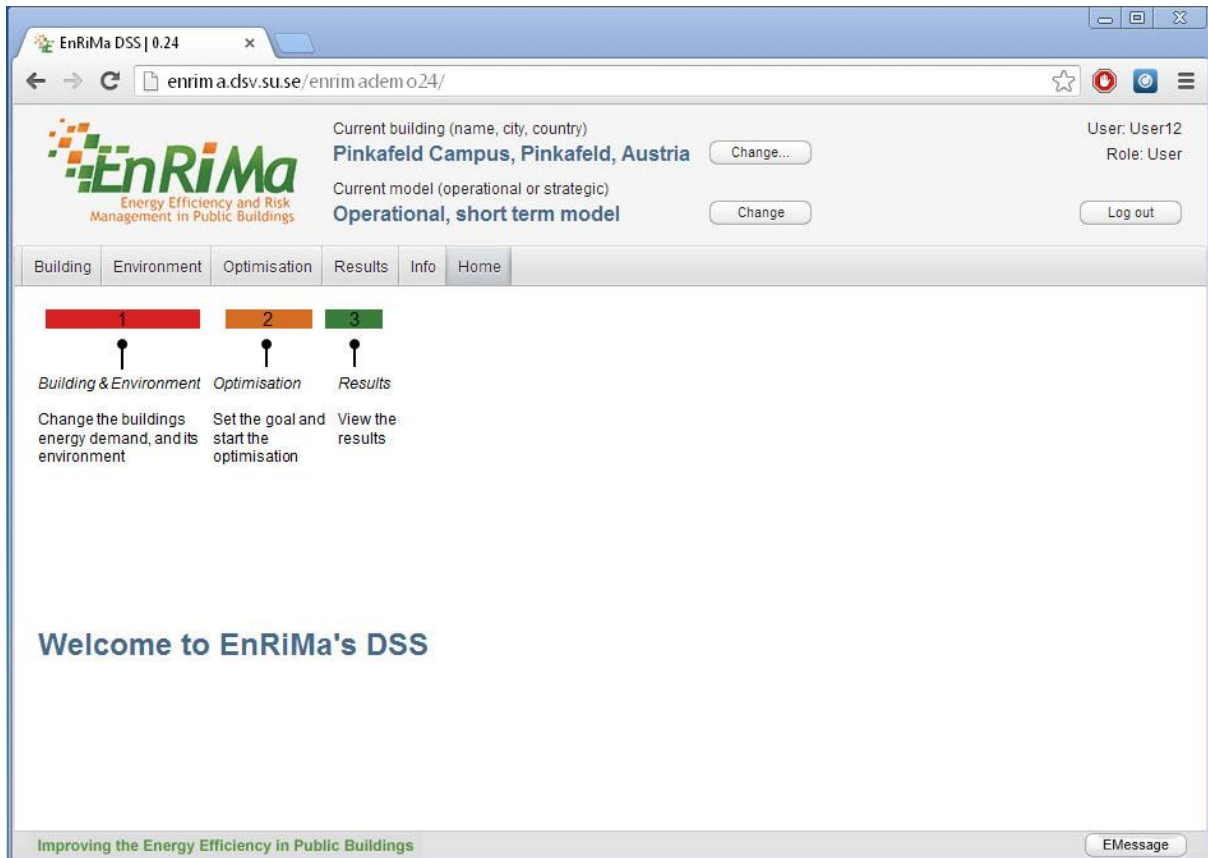 EnRiMa DSS | 0.24
enrima.dsv.su.se/enrimademo24/
EnRiMa
Energy Efficiency and Risk
Management in Public Buildings
Current building (name, city, country)
Pinkafeld Campus, Pinkafeld, Austria
Change...
Current model (operational or strategic)
Operational, short term model
Change
User: User12
Role: User
Log out
Building Environment Optimisation Results Info Home
1 2 3
Building & Environment Optimisation Results
Change the buildings
energy demand, and its
environment
Set the goal and
start the
optimisation
View the
results
Welcome to EnRiMa's DSS
Improving the Energy Efficiency in Public Buildings
EMessage